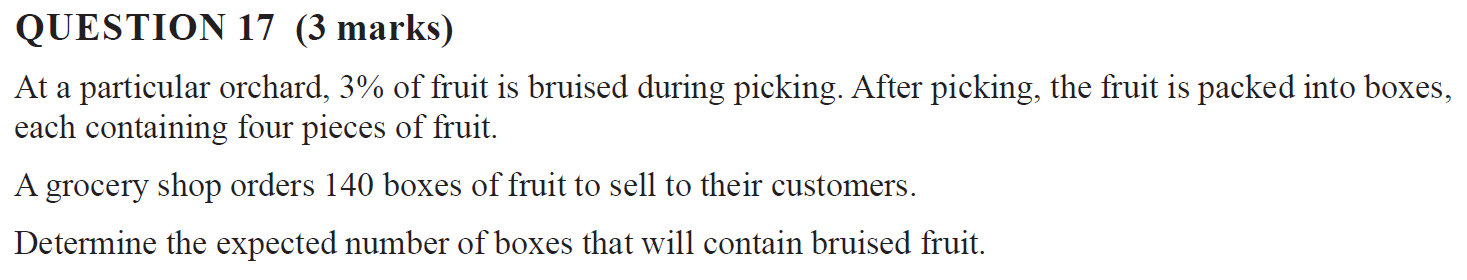 QUESTION 17 (3 marks)
At a particular orchard, 3% of fruit is bruised during picking. After picking, the fruit is packed into boxes,
each containing four pieces of fruit.
A grocery shop orders 140 boxes of fruit to sell to their customers.
Determine the expected number of boxes that will contain bruised fruit.